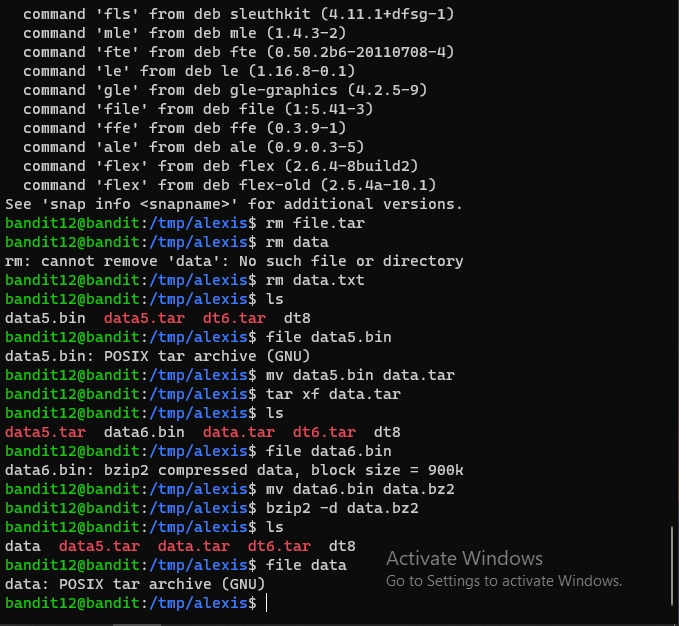 command 'fls' from deb sleuthkit (4.11.1+dfsg-1)
command 'mle' from deb mle (1.4.3-2)
command 'fte' from deb fte (0.50.2b6-20110708-4)
command 'le' from deb le (1.16.8-0.1)
command 'gle' from deb gle-graphics (4.2.5-9)
command 'file' from deb file (1:5.41-3)
command 'ffe' from deb ffe (0.3.9-1)
command 'ale' from deb ale (0.9.0.3-5)
command 'flex' from deb flex (2.6.4-8build2)
command 'flex' from deb flex-old (2.5.4a-10.1)
See 'snap info <snapname>' for additional versions.
bandit12@bandit:/tmp/alexis$ rm file.tar
bandit12@bandit:/tmp/alexis$ rm data
rm: cannot remove 'data': No such file or directory
bandit12@bandit:/tmp/alexis$ rm data.txt
bandit12@bandit:/tmp/alexis$ ls
data5.bin  data5.tar  dt6.tar  dt8
bandit12@bandit:/tmp/alexis$ file data5.bin
data5.bin: POSIX tar archive (GNU)
bandit12@bandit:/tmp/alexis$ mv data5.bin data.tar
bandit12@bandit:/tmp/alexis$ tar xf data.tar
bandit12@bandit:/tmp/alexis$ ls
data5.tar  data6.bin  data.tar  dt6.tar  dt8
bandit12@bandit:/tmp/alexis$ file data6.bin
data6.bin: bzip2 compressed data, block size = 900k
bandit12@bandit:/tmp/alexis$ mv data6.bin data.bz2
bandit12@bandit:/tmp/alexis$ bzip2 -d data.bz2
bandit12@bandit:/tmp/alexis$ ls
data  data5.tar  data.tar  dt6.tar  dt8
bandit12@bandit:/tmp/alexis$ file data
data: POSIX tar archive (GNU)
bandit12@bandit:/tmp/alexis$
Activate Windows
Go to Settings to activate Windows.